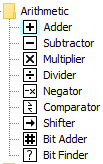 Arithmetic
+ Adder
- Subtractor
× Multiplier
÷ Divider
-x Negator
≥ Comparator
→ Shifter
# Bit Adder
? Bit Finder